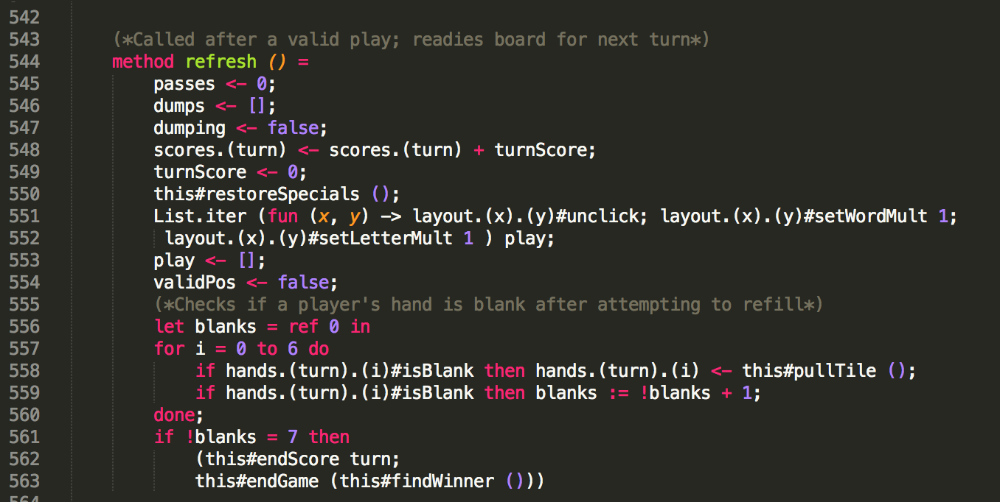 542
543 (*Called after a valid play; readies board for next turn*)
544 method refresh () =
545 passes <- 0;
546 dumps <- [];
547 dumping <- false;
548 scores.(turn) <- scores.(turn) + turnScore;
549 turnScore <- 0;
550 this#restoreSpecials ();
551 List.iter (fun (x, y) -> layout.(x).(y)#unclick; layout.(x).(y)#setWordMult 1;
552 layout.(x).(y)#setLetterMult 1 ) play;
553 play <- [];
554 validPos <- false;
555 (*Checks if a player's hand is blank after attempting to refill*)
556 let blanks = ref 0 in
557 for i = 0 to 6 do
558 if hands.(turn).(i)#isBlank then hands.(turn).(i) <- this#pullTile ();
559 if hands.(turn).(i)#isBlank then blanks := !blanks + 1;
560 done;
561 if !blanks = 7 then
562 (this#endScore turn;
563 this#endGame (this#findWinner ()))
564